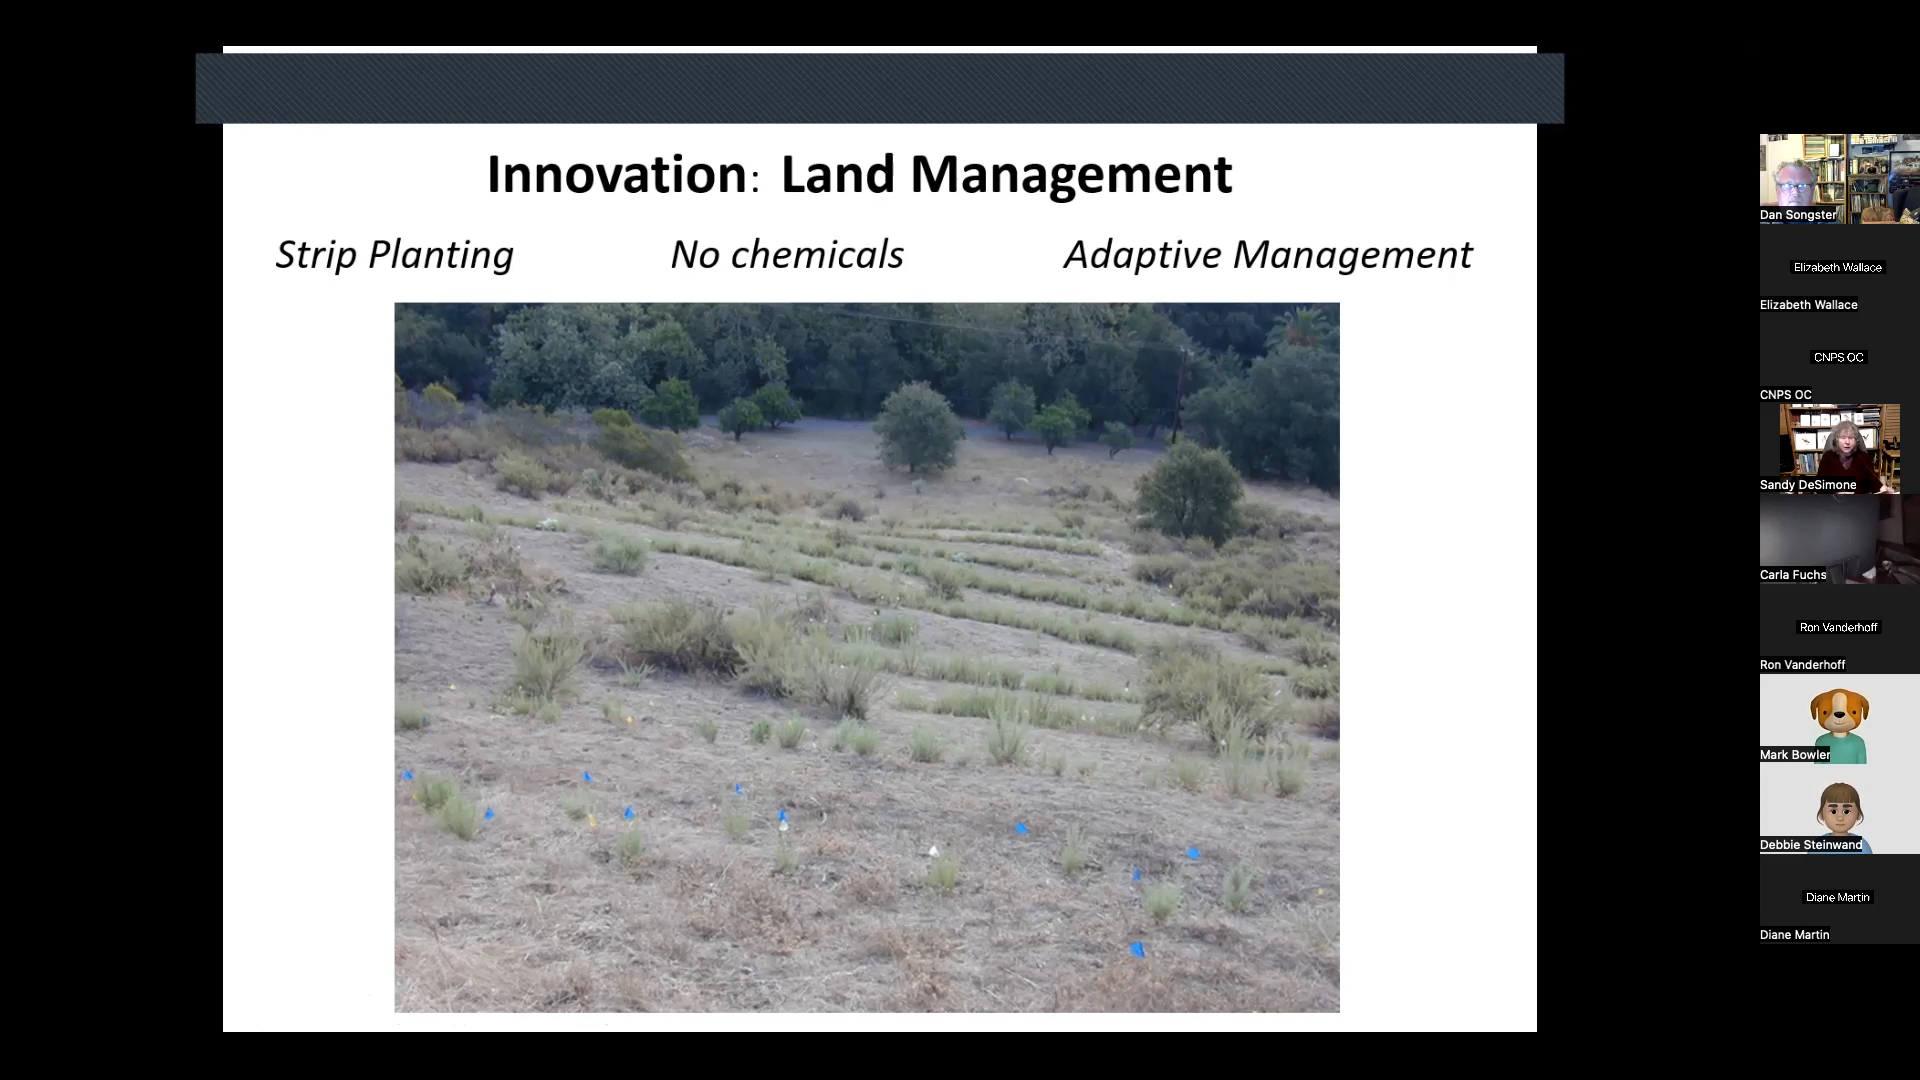 Innovation: Land Management
Strip Planting No chemicals Adaptive Management
Dan Songster
Elizabeth Wallace
Elizabeth Wallace
CNPS OC
CNPS OC
Sandy DeSimone
Carla Fuchs
Ron Vanderhoff
Ron Vanderhoff
Mark Bowler
Debbie Steinwand
Diane Martin
Diane Martin